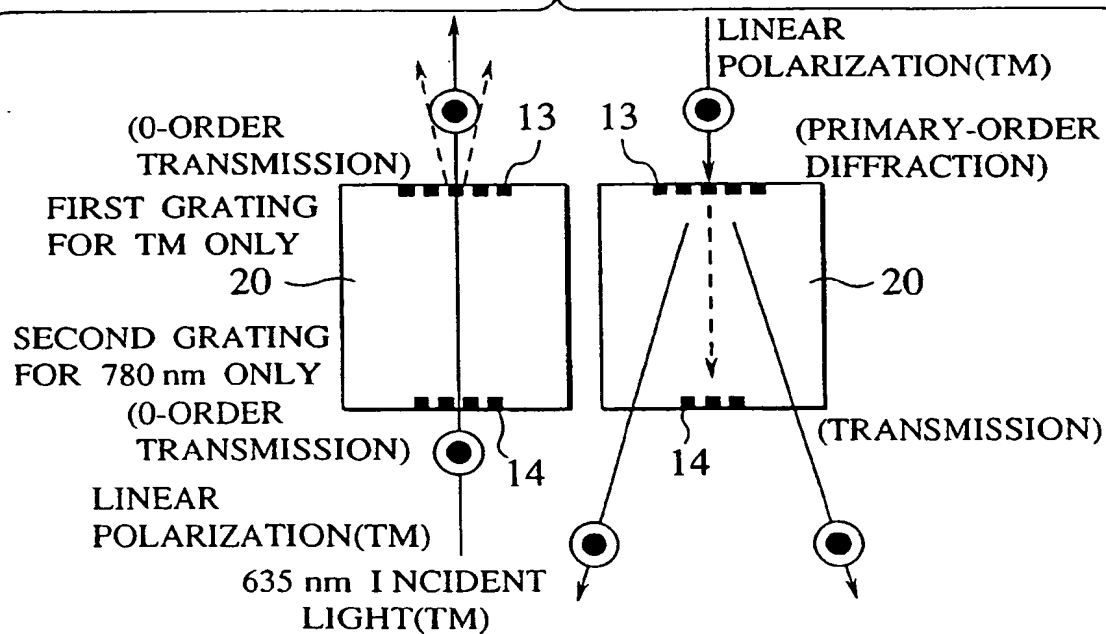 LINEAR
POLARIZATION(TM)
(0-ORDER
TRANSMISSION)
13
13
(PRIMARY-ORDER
DIFFRACTION)
FIRST GRATING
FOR TM ONLY
20
20
SECOND GRATING
FOR 780 nm ONLY
(0-ORDER
TRANSMISSION)
14
14
(TRANSMISSION)
LINEAR
POLARIZATION(TM)
635 nm I NCIDENT
LIGHT(TM)